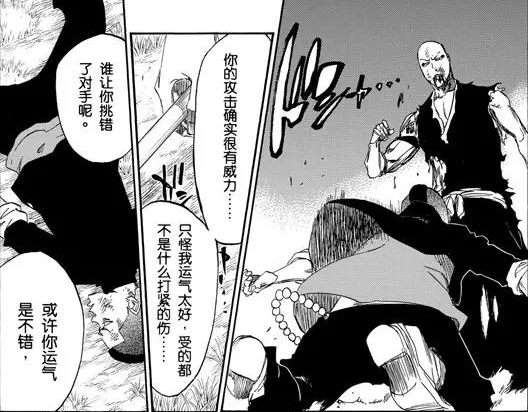 你的攻击确实很有威力……
只怪我运气太好，受的都
不是什么打紧的伤……
谁让你挑错
了对手呢。
或许你运气
是不错，